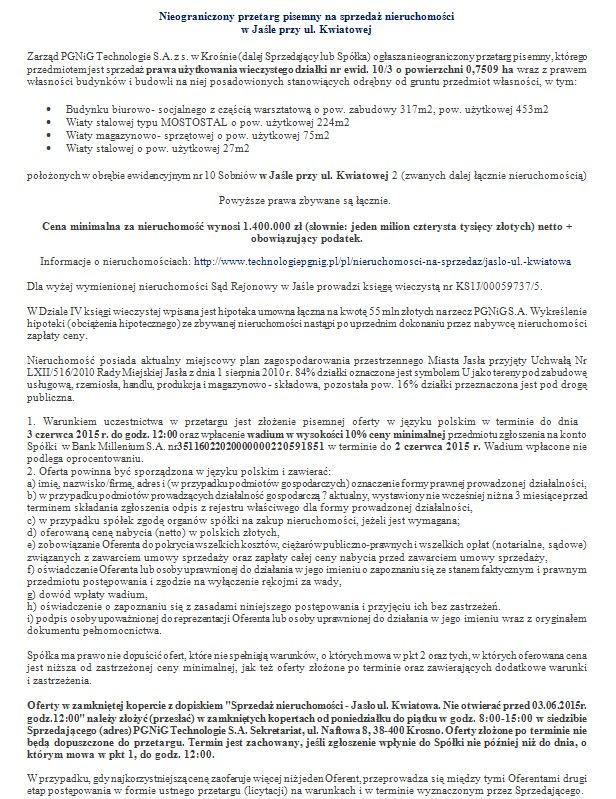 Nieograniczony przetarg pisemny na sprzedaż nieruchomości
w Jaśle przy ul. Kwiatowej
Zarząd PGNiG Technologie S.A. z s. w Krośnie (dalej Sprzedający lub Spółka) ogłasza nieograniczony przetarg pisemny, którego
przedmiotem jest sprzedaż prawa użytkowania wieczystego działki nr ewid. 10/3 o powierzchni 0,7509 ha wraz z prawem
własności budynków i budowli na niej posadowionych stanowiących odrębny od gruntu przedmiot własności, w tym:
• Budynku biurowo- socjalnego z częścią warsztatową o pow. zabudowy 317m2, pow. użytkowej 453m2
• Wiaty stalowej typu MOSTOSTAL o pow. użytkowej 224m2
• Wiaty magazynowo- sprzętowej o pow. użytkowej 75m2
• Wiaty stalowej o pow. użytkowej 27m2
położonych w obrębie ewidencyjnym nr 10 Sobniów w Jaśle przy ul. Kwiatowej 2 (zwanych dalej łącznie nieruchomością)
Powyższe prawa zbywane są łącznie.
Cena minimalna za nieruchomość wynosi 1.400.000 zł (słownie: jeden milion czterysta tysięcy złotych) netto +
obowiązujący podatek.
Informacje o nieruchomościach: http://www.technologiepgnig.pl/pl/nieruchomosci-na-sprzedaz/jaslo-ul.-kwiatowa
Dla wyżej wymienionej nieruchomości Sąd Rejonowy w Jaśle prowadzi księgę wieczystą nr KS1J/00059737/5.
W Dziale IV księgi wieczystej wpisana jest hipoteka umowna łączna na kwotę 55 mln złotych na rzecz PGNiG S.A. Wykreślenie
hipoteki (obciążenia hipotecznego) ze zbywanej nieruchomości nastąpi po uprzednim dokonaniu przez nabywcę nieruchomości
zapłaty ceny.
Nieruchomość posiada aktualny miejscowy plan zagospodarowania przestrzennego Miasta Jasła przyjęty Uchwałą Nr
LXII/516/2010 Rady Miejskiej Jasła z dnia 1 sierpnia 2010 r. 84% działki oznaczone jest symbolem U jako tereny pod zabudowę
usługową, rzemiosła, handlu, produkcja i magazynowo - składowa, pozostała pow. 16% działki przeznaczona jest pod drogę
publiczna.
1. Warunkiem uczestnictwa w przetargu jest złożenie pisemnej oferty w języku polskim w terminie do dnia
3 czerwca 2015 r. do godz. 12:00 oraz wpłacenie wadium w wysokości 10% ceny minimalnej przedmiotu zgłoszenia na konto
Spółki w Bank Millenium S.A. nr 35116022020000000220591851 w terminie do 2 czerwca 2015 r. Wadium wpłacone nie
podlega oprocentowaniu.
2. Oferta powinna być sporządzona w języku polskim i zawierać:
a) imię, nazwisko/firmę, adres i (w przypadku podmiotów gospodarczych) oznaczenie formy prawnej prowadzonej działalności,
b) w przypadku podmiotów prowadzących działalność gospodarczą ? aktualny, wystawiony nie wcześniej niż na 3 miesiące przed
terminem składania zgłoszenia odpis z rejestru właściwego dla formy prowadzonej działalności,
c) w przypadku spółek zgodę organów spółki na zakup nieruchomości, jeżeli jest wymagana;
d) oferowaną cenę nabycia (netto) w polskich złotych,
e) zobowiązanie Oferenta do pokrycia wszelkich kosztów, ciężarów publiczno-prawnych i wszelkich opłat (notarialne, sądowe)
związanych z zawarciem umowy sprzedaży oraz zapłaty całej ceny nabycia przed zawarciem umowy sprzedaży,
f) oświadczenie Oferenta lub osoby uprawnionej do działania w jego imieniu o zapoznaniu się ze stanem faktycznym i prawnym
przedmiotu postępowania i zgodzie na wyłączenie rękojmi za wady,
g) dowód wpłaty wadium,
h) oświadczenie o zapoznaniu się z zasadami niniejszego postępowania i przyjęciu ich bez zastrzeżeń.
i) podpis osoby upoważnionej do reprezentacji Oferenta lub osoby uprawnionej do działania w jego imieniu wraz z oryginałem
dokumentu pełnomocnictwa.
Spółka ma prawo nie dopuścić ofert, które nie spełniają warunków, o których mowa w pkt 2 oraz tych, w których oferowana cena
jest niższa od zastrzeżonej ceny minimalnej, jak też oferty złożone po terminie oraz zawierających dodatkowe warunki
i zastrzeżenia.
Oferty w zamkniętej kopercie z dopiskiem "Sprzedaż nieruchomości - Jasło ul. Kwiatowa. Nie otwierać przed 03.06.2015r.
godz.12:00" należy złożyć (przesłać) w zamkniętych kopertach od poniedziałku do piątku w godz. 8:00-15:00 w siedzibie
Sprzedającego (adres) PGNiG Technologie S.A. Sekretariat, ul. Naftowa 8, 38-400 Krosno. Oferty złożone po terminie nie
będą dopuszczone do przetargu. Termin jest zachowany, jeśli zgłoszenie wpłynie do Spółki nie później niż do dnia, o
którym mowa w pkt 1, do godz. 12:00.
W przypadku, gdy najkorzystniejszą cenę zaoferuje więcej niż jeden Oferent, przeprowadza się między tymi Oferentami drugi
etap postępowania w formie ustnego przetargu (licytacji) na warunkach i w terminie wyznaczonym przez Sprzedającego.